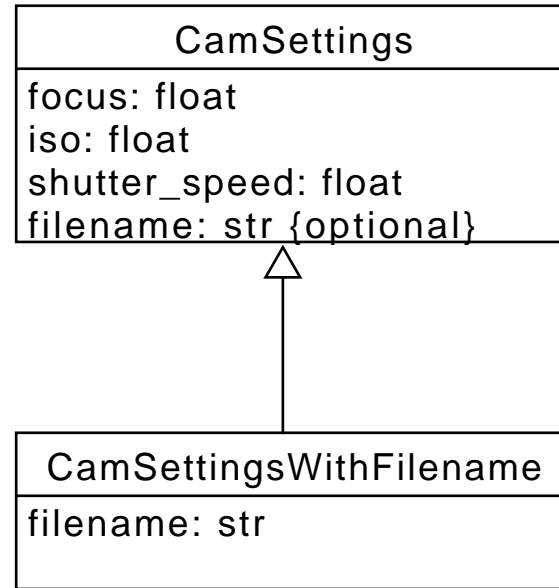 CamSettings
focus: float
iso: float
shutter_speed: float
filename: str {optional}
CamSettingsWithFilename
filename: str